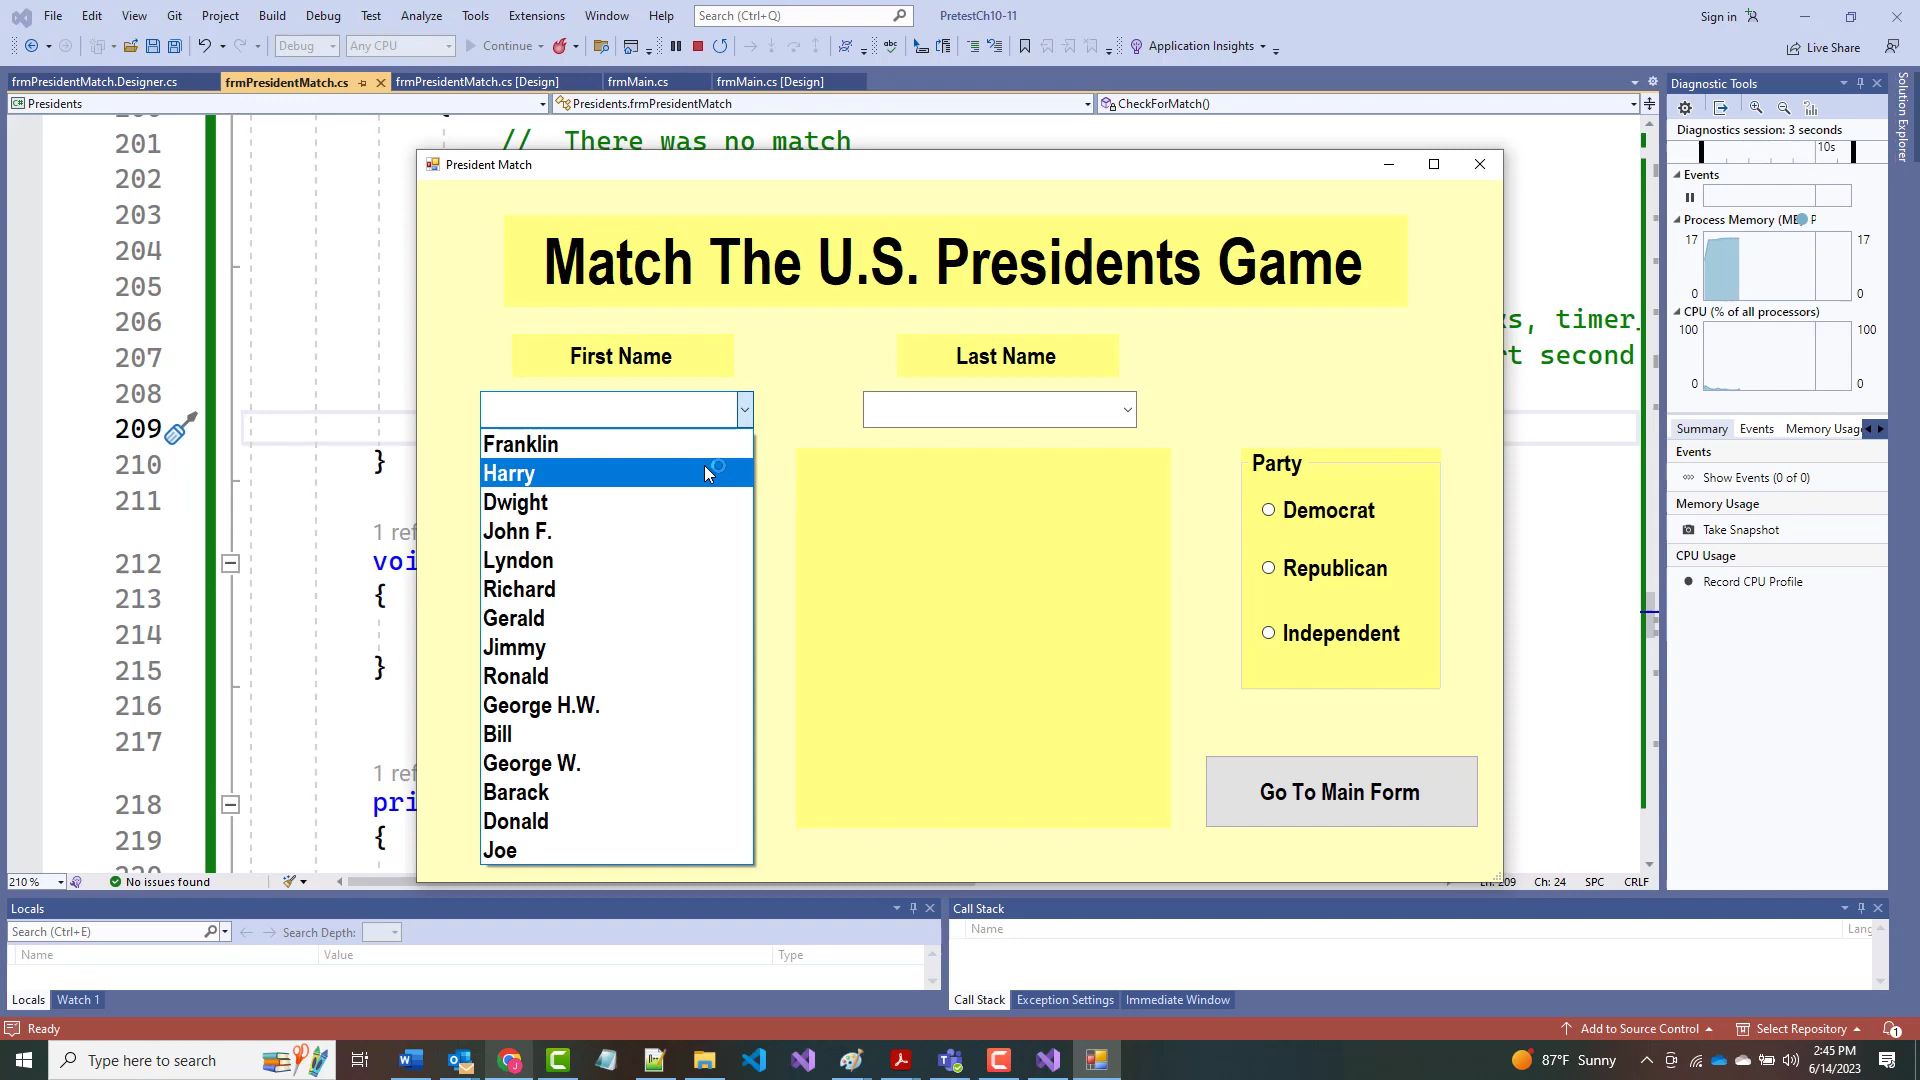 File Edit View Git Project Build Debug Test Analyze Tools Extensions Window Help Search (Ctrl+Q) PretestCh10-11 Sign in
Debug Any CPU Continue Application Insights Live Share
frmPresidentMatch.Designer.cs frmPresidentMatch.cs frmPresidentMatch.cs [Design] frmMain.cs frmMain.cs [Design]
Presidents Presidents.frmPresidentMatch CheckForMatch()
201 // There was no match
202
203
204
205
206
207
208
209
210 }
211
1 ref
212 voi
213 {
214
215 }
216
217
1 ref
218 pri
219 {
s, timer_
rt second
President Match
Match The U.S. Presidents Game
First Name Last Name
Franklin
Harry
Dwight
John F.
Lyndon
Richard
Gerald
Jimmy
Ronald
George H.W.
Bill
George W.
Barack
Donald
Joe
Party
Democrat
Republican
Independent
Go To Main Form
Diagnostic Tools
Diagnostics session: 3 seconds
10s
Events
Process Memory (MB P
17 17
0 0
CPU (% of all processors)
100 100
0 0
Summary Events Memory Usag
Events
Show Events (0 of 0)
Memory Usage
Take Snapshot
CPU Usage
Record CPU Profile
Solution Explorer
210 % No issues found Ln: 209 Ch: 24 SPC CRLF
Locals
Search (Ctrl+E) Search Depth:
Name Value Type
Locals Watch 1
Call Stack
Name Lang
Call Stack Exception Settings Immediate Window
Ready Add to Source Control Select Repository 1
Type here to search 87°F Sunny
2:45 PM
6/14/2023